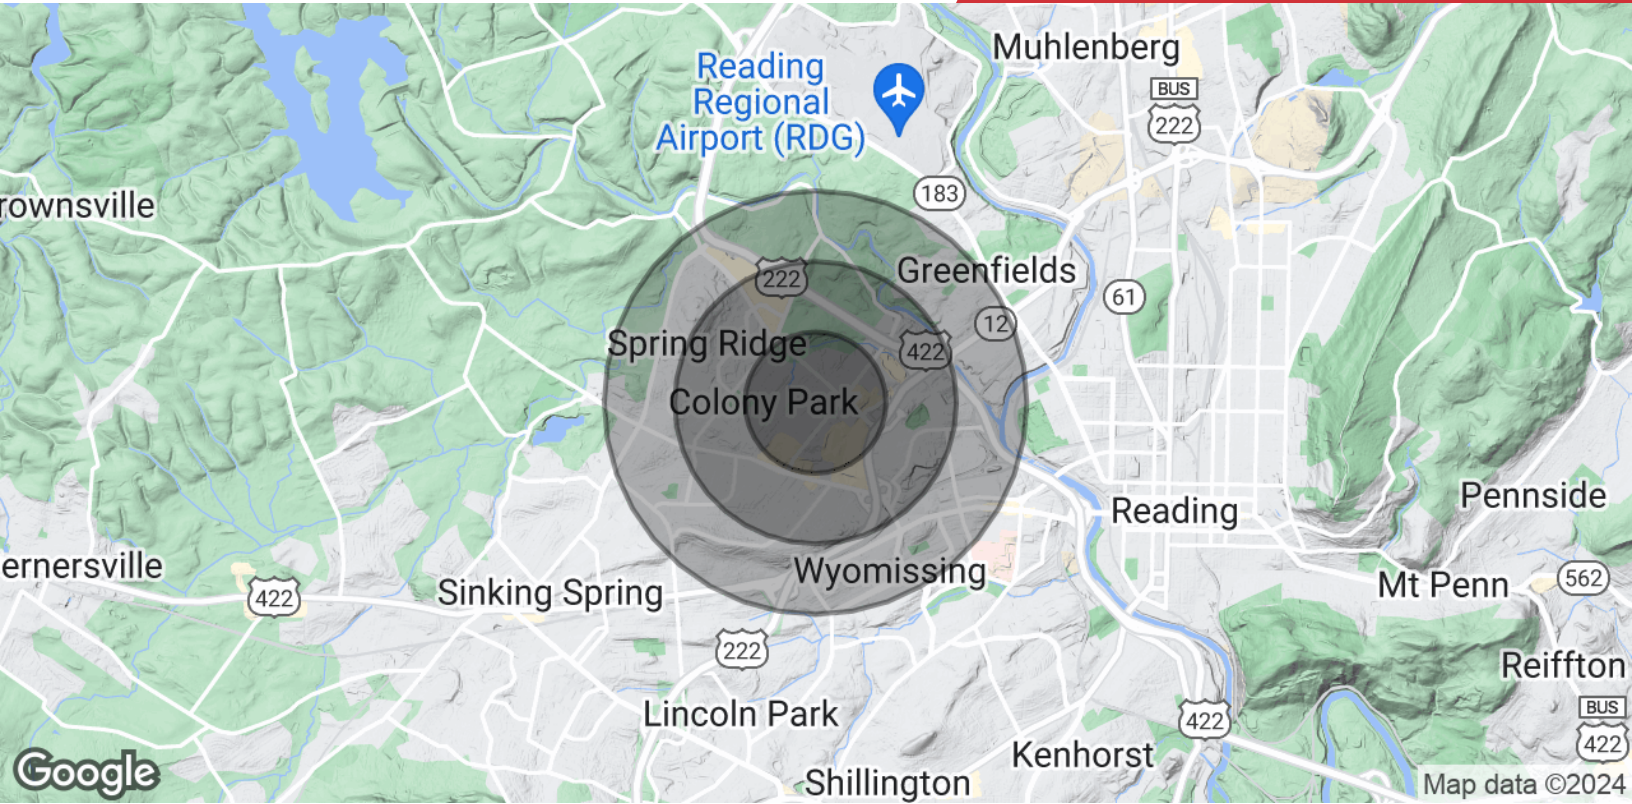 Muhlenberg
Reading
Regional
Airport (RDG)
BUS
222
183
rownsville
222
Greenfields
61
12
Spring Ridge
422
Colony Park
Pennside
Reading
ernersville
Wyomissing
562
Mt Penn
422
Sinking Spring
222
Reiffton
Lincoln Park
BUS
422
422
Kenhorst
Google
Shillington
Map data ©2024